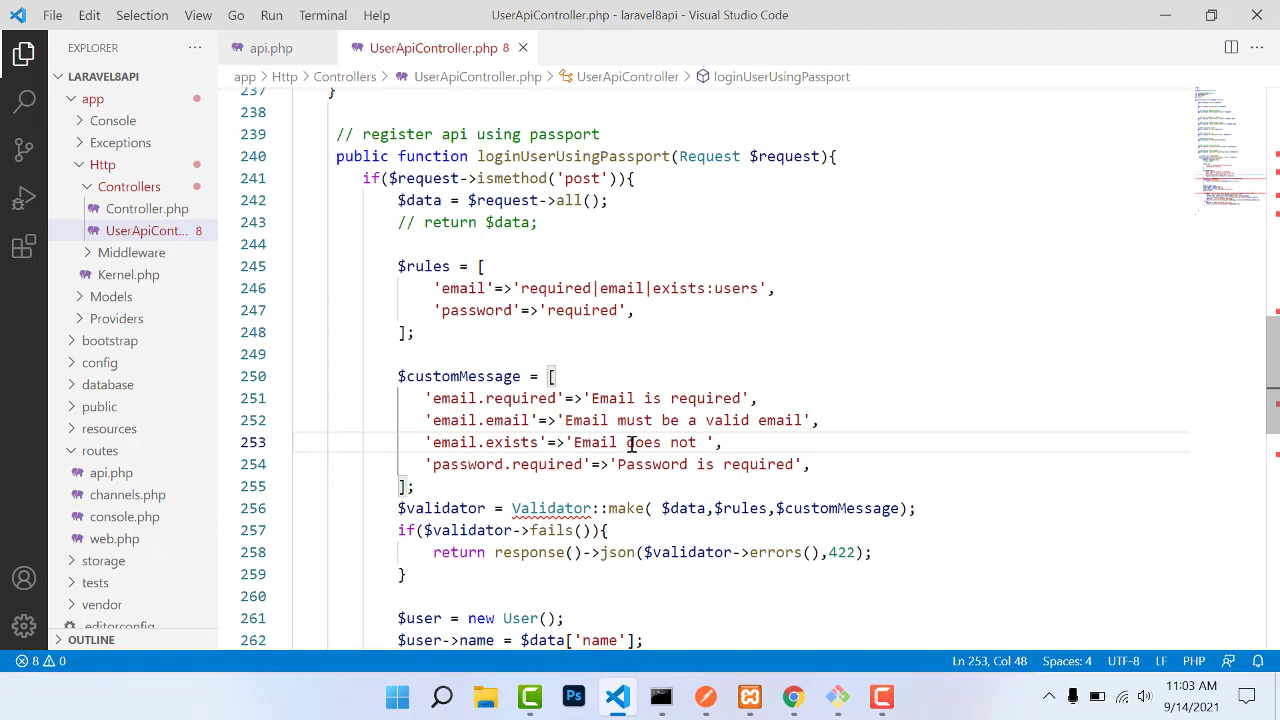 File Edit Selection View Go Run Terminal Help
UserApiController.php - laravel8api - Visual Studio Code
EXPLORER
LARAVEL8API
app
Console
Exceptions
Http
Controllers
Controller.php
UserApiCont... 8
Middleware
Kernel.php
Models
Providers
bootstrap
config
database
public
resources
routes
api.php
channels.php
console.php
web.php
storage
tests
vendor
.editorconfig
OUTLINE
api.php
UserApiController.php 8
app > Http > Controllers > UserApiController.php > UserApiController > loginUserUsingPassport
237 }
238
239 // register api using passport
240 public function loginUserUsingPassport(Request $request){
241 if($request->ismethod('post')){
242 $data = $request->all();
243 // return $data;
244
245 $rules = [
246 'email'=>'required|email|exists:users',
247 'password'=>'required',
248 ];
249
250 $customMessage = [
251 'email.required'=>'Email is required',
252 'email.email'=>'Email must be a valid email',
253 'email.exists'=>'Email does not ',
254 'password.required'=>'Password is required',
255 ];
256 $validator = Validator::make( $data,$rules,$customMessage);
257 if($validator->fails()){
258 return response()->json($validator->errors(),422);
259 }
260
261 $user = new User();
262 $user->name = $data['name'];
8 0
Ln 253, Col 48 Spaces: 4 UTF-8 LF PHP
Ps
11:03 AM
9/14/2021